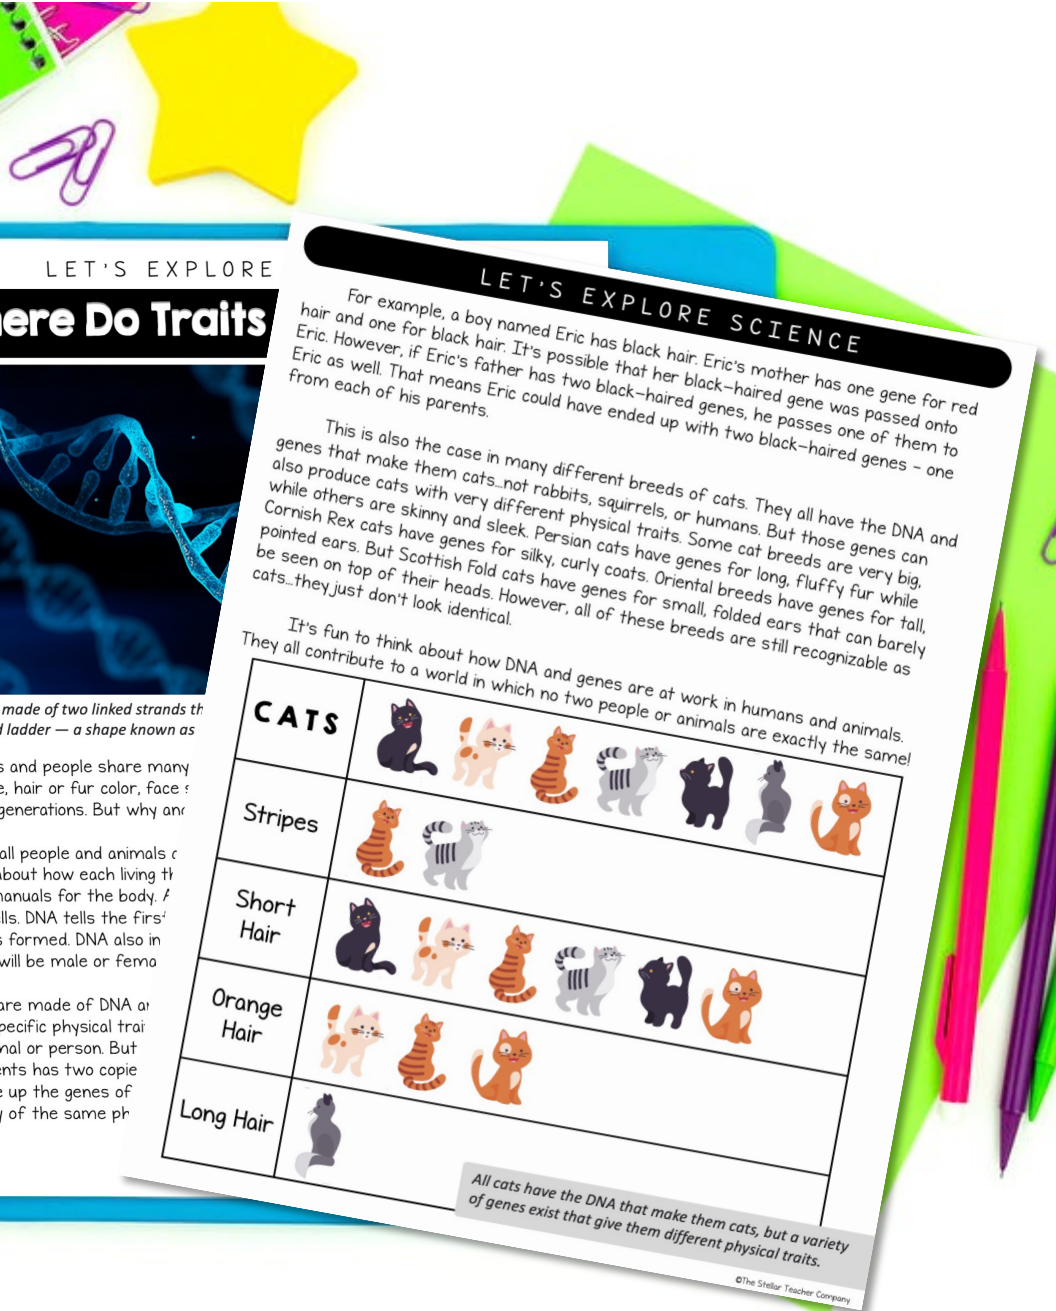 LET'S EXPLORE
ere Do Traits
made of two linked strands th
ladder — a shape known as
s and people share many
e, hair or fur color, face
generations. But why and
all people and animals
about how each living th
manuals for the body. A
lls. DNA tells the first
s formed. DNA also in
will be male or fema
are made of DNA ar
pecific physical trai
nal or person. But
ents has two copie
e up the genes of
y of the same ph
LET'S EXPLORE SCIENCE
For example, a boy named Eric has black hair. Eric's mother has one gene for red
hair and one for black hair. It's possible that her black-haired gene was passed onto
Eric. However, if Eric's father has two black-haired genes, he passes one of them to
Eric as well. That means Eric could have ended up with two black-haired genes - one
from each of his parents.
This is also the case in many different breeds of cats. They all have the DNA and
genes that make them cats...not rabbits, squirrels, or humans. But those genes can
also produce cats with very different physical traits. Some cat breeds are very big,
while others are skinny and sleek. Persian cats have genes for long, fluffy fur while
Cornish Rex cats have genes for silky, curly coats. Oriental breeds have genes for tall,
pointed ears. But Scottish Fold cats have genes for small, folded ears that can barely
be seen on top of their heads. However, all of these breeds are still recognizable as
cats...they just don't look identical.
It's fun to think about how DNA and genes are at work in humans and animals.
They all contribute to a world in which no two people or animals are exactly the same!
CATS
Stripes
Short
Hair
Orange
Hair
Long Hair
All cats have the DNA that make them cats, but a variety
of genes exist that give them different physical traits.
©The Stellar Teacher Company